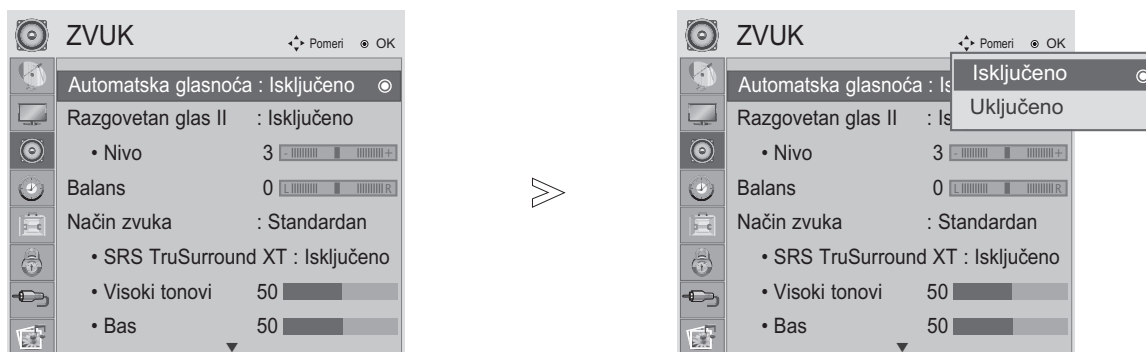 ZVUK
Pomeri OK
Automatska glasnoća : Isključeno
Razgovetan glas II : Isključeno
• Nivo 3 - +
Balans 0 L R
Način zvuka : Standardan
• SRS TruSurround XT : Isključeno
• Visoki tonovi 50
• Bas 50
ZVUK
Pomeri OK
Automatska glasnoća : Is
Isključeno
Uključeno
Razgovetan glas II : Is
• Nivo 3 - +
Balans 0 L R
Način zvuka : Standardan
• SRS TruSurround XT : Isključeno
• Visoki tonovi 50
• Bas 50